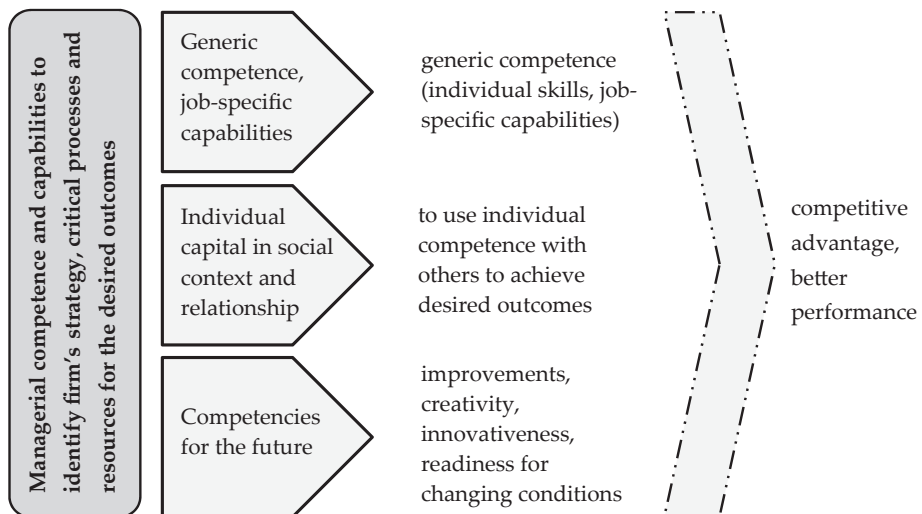 Managerial competence and capabilities to
identify firm's strategy, critical processes and
resources for the desired outcomes
Generic
competence,
job-specific
capabilities
generic competence
(individual skills, job-
specific capabilities)
Individual
capital in social
context and
relationship
to use individual
competence with
others to achieve
desired outcomes
Competencies
for the future
improvements,
creativity,
innovativeness,
readiness for
changing conditions
competitive
advantage,
better
performance